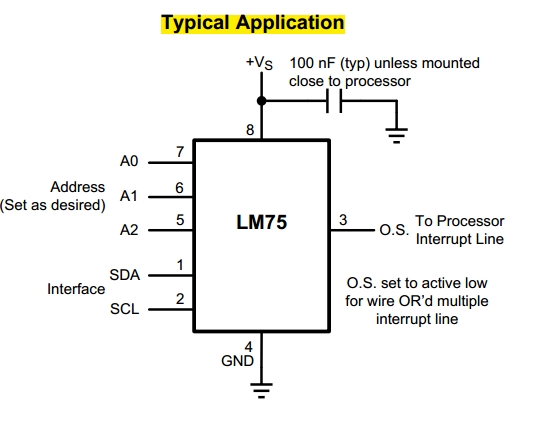 Typical Application
+VS
100 nF (typ) unless mounted
close to processor
8
A0
7
Address
(Set as desired)
A1
6
A2
5
LM75
3
O.S.
To Processor
Interrupt Line
SDA
1
Interface
SCL
2
O.S. set to active low
for wire OR'd multiple
interrupt line
4
GND